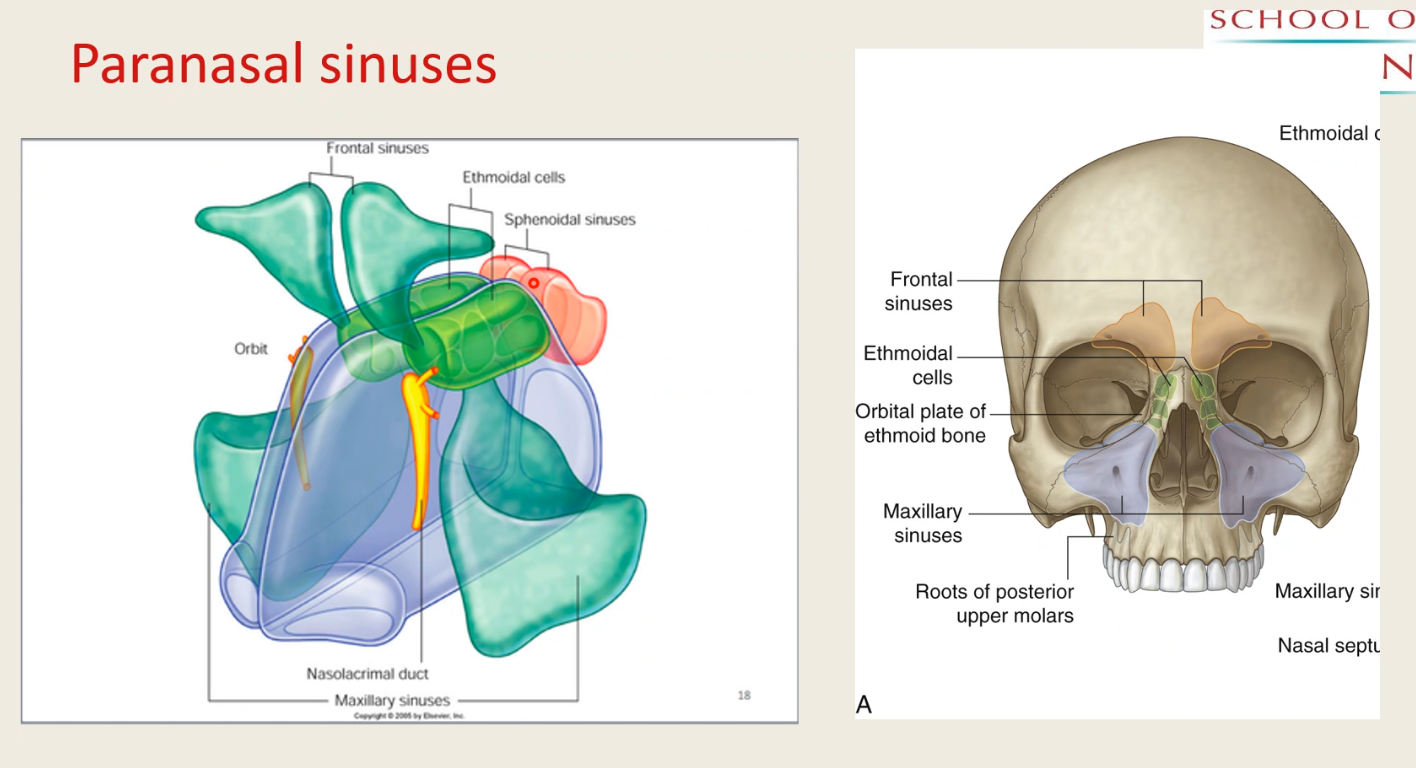 SCHOOL O
N
Paranasal sinuses
Frontal sinuses
Ethmoidal cells
Sphenoidal sinuses
Orbit
Nasolacrimal duct
Maxillary sinuses
Copyright © 2005 by Elsevier, Inc.
18
Ethmoidal c
Frontal
sinuses
Ethmoidal
cells
Orbital plate of
ethmoid bone
Maxillary
sinuses
Roots of posterior
upper molars
Maxillary sin
Nasal septu
A